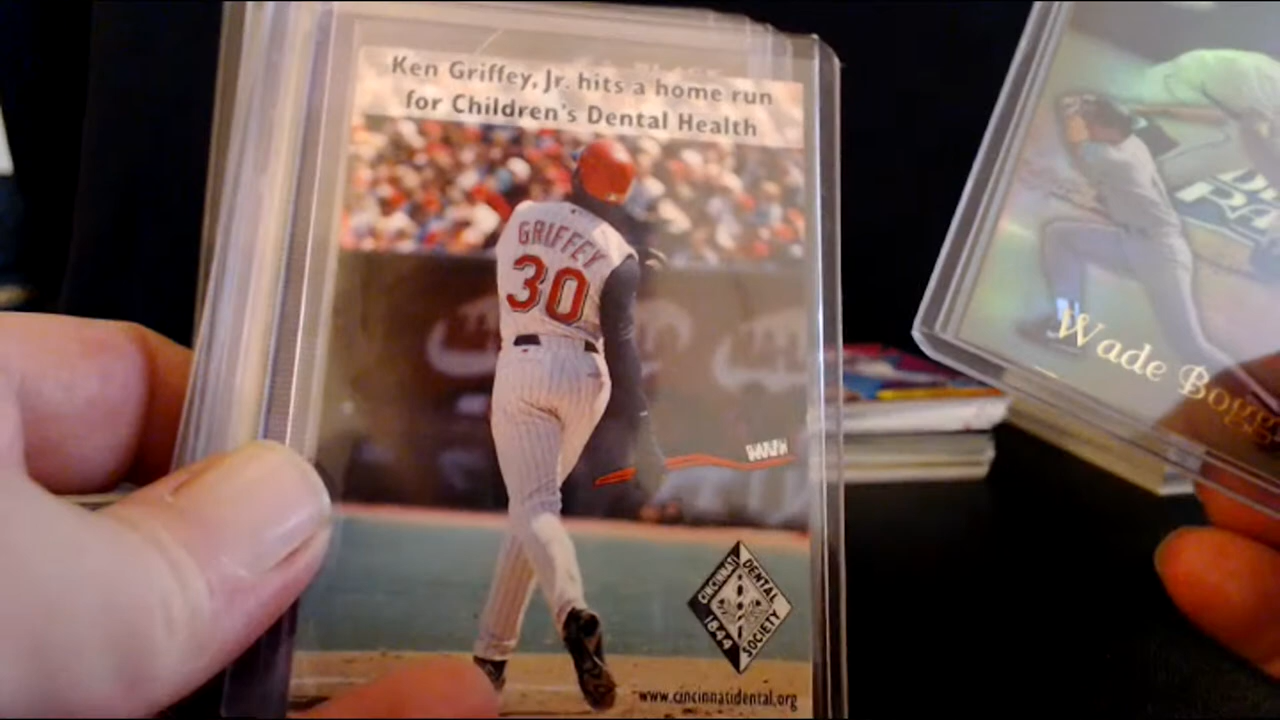 Ken Griffey, Jr. hits a home run
for Children's Dental Health
GRIFFEY
30
CINCINNATI
DENTAL
SOCIETY
1844
www.cincinnatidental.org
Wade Bogg